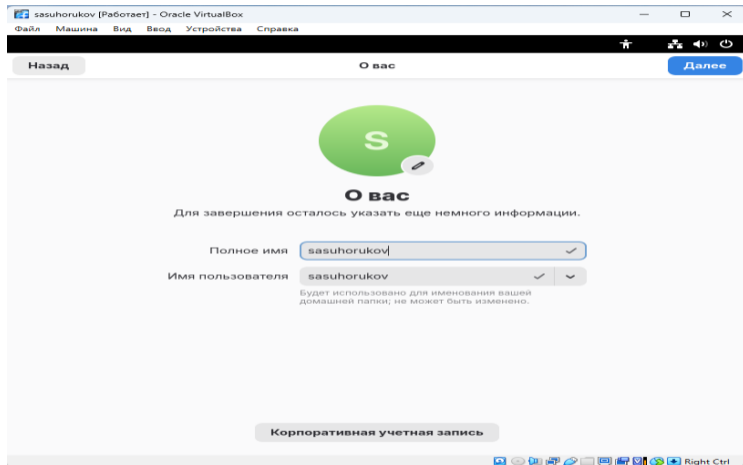 sasuhorukov [Работает] - Oracle VirtualBox
Файл Машина Вид Ввод Устройства Справка
Назад О вас Далее
S
О вас
Для завершения осталось указать еще немного информации.
Полное имя sasuhorukov
Имя пользователя sasuhorukov
Будет использовано для именования вашей
домашней папки; не может быть изменено.
Корпоративная учетная запись
Right Ctrl